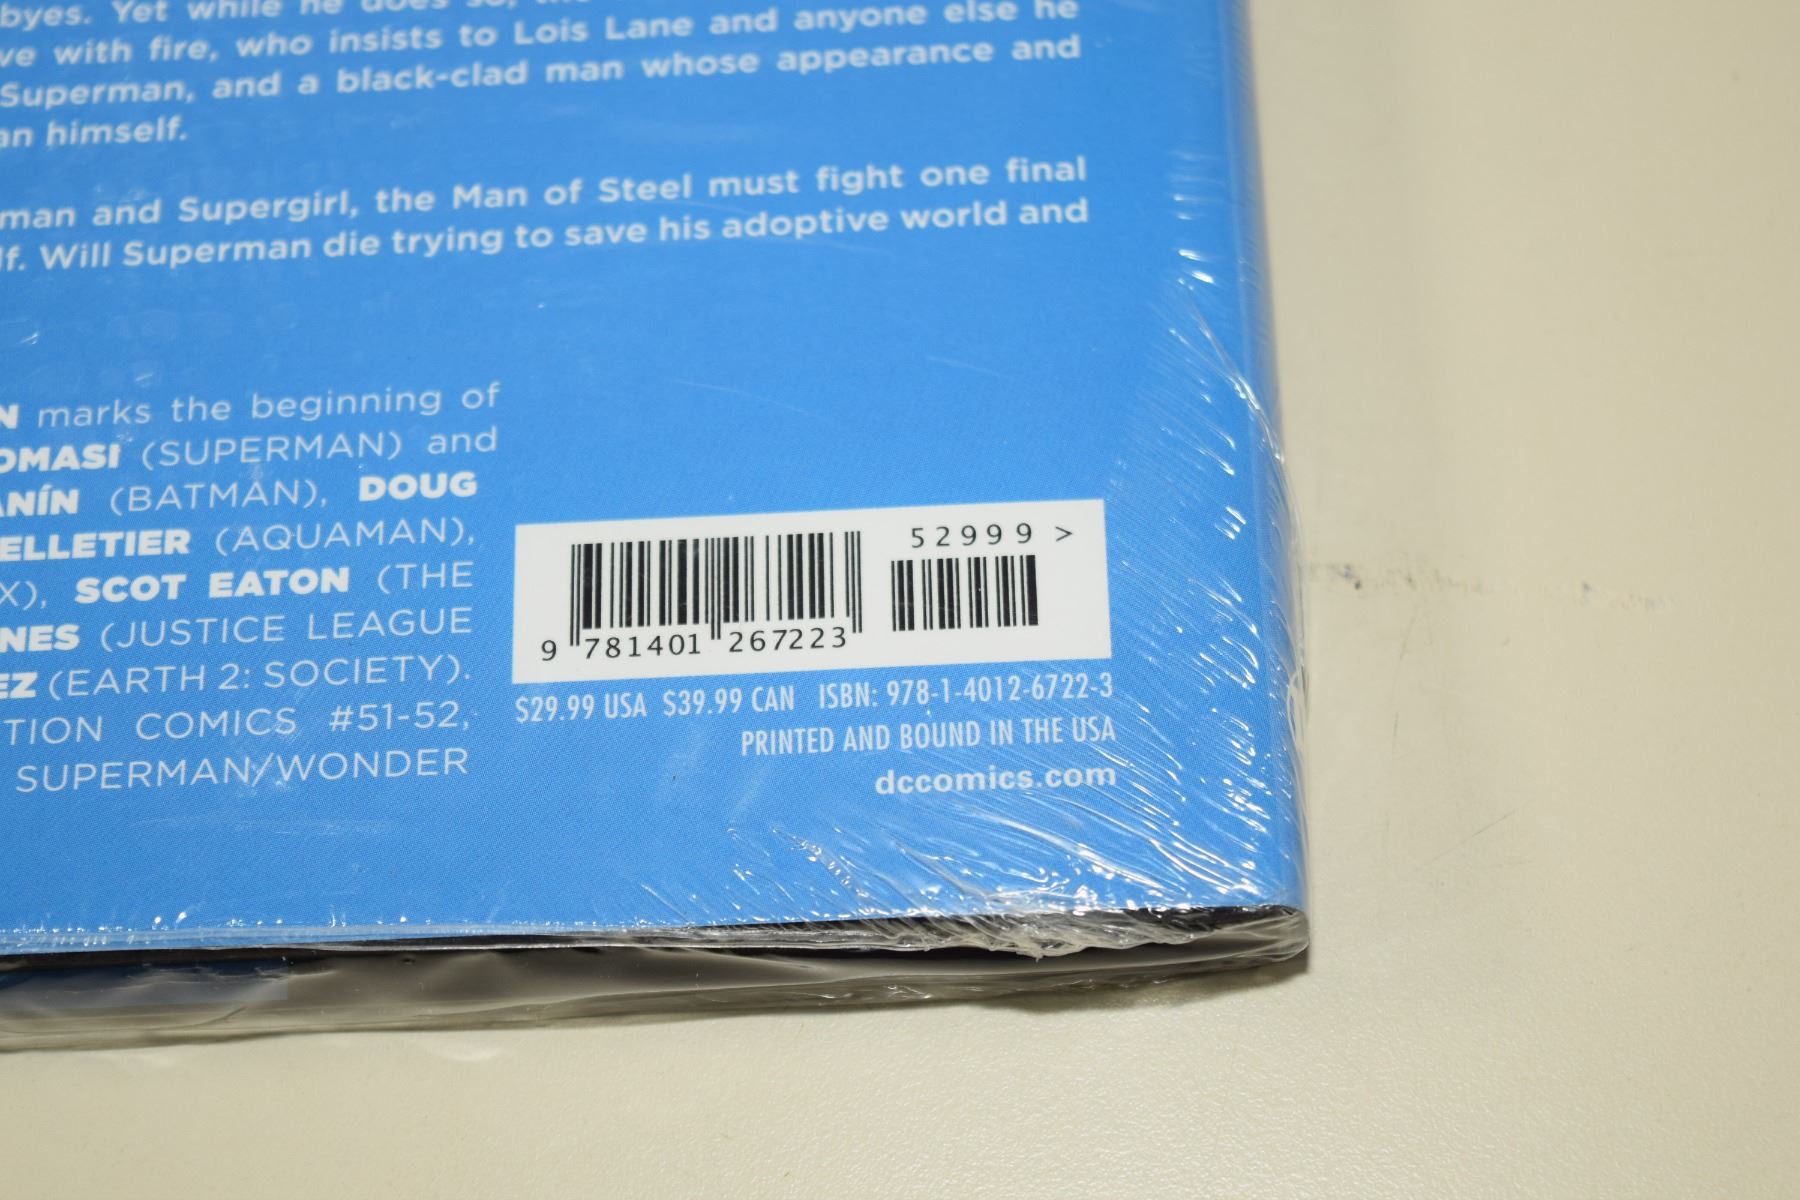 byes. Yet while he does so,
ve with fire, who insists to Lois Lane and anyone else he
Superman, and a black-clad man whose appearance and
an himself.
man and Supergirl, the Man of Steel must fight one final
lf. Will Superman die trying to save his adoptive world and
N marks the beginning of
OMASI (SUPERMAN) and
ANÍN (BATMAN), DOUG
ELLETIER (AQUAMAN),
X), SCOT EATON (THE
NES (JUSTICE LEAGUE
EZ (EARTH 2: SOCIETY).
TION COMICS #51-52,
SUPERMAN/WONDER
52999 >
9 781401 267223
$29.99 USA $39.99 CAN ISBN: 978-1-4012-6722-3
PRINTED AND BOUND IN THE USA
dccomics.com